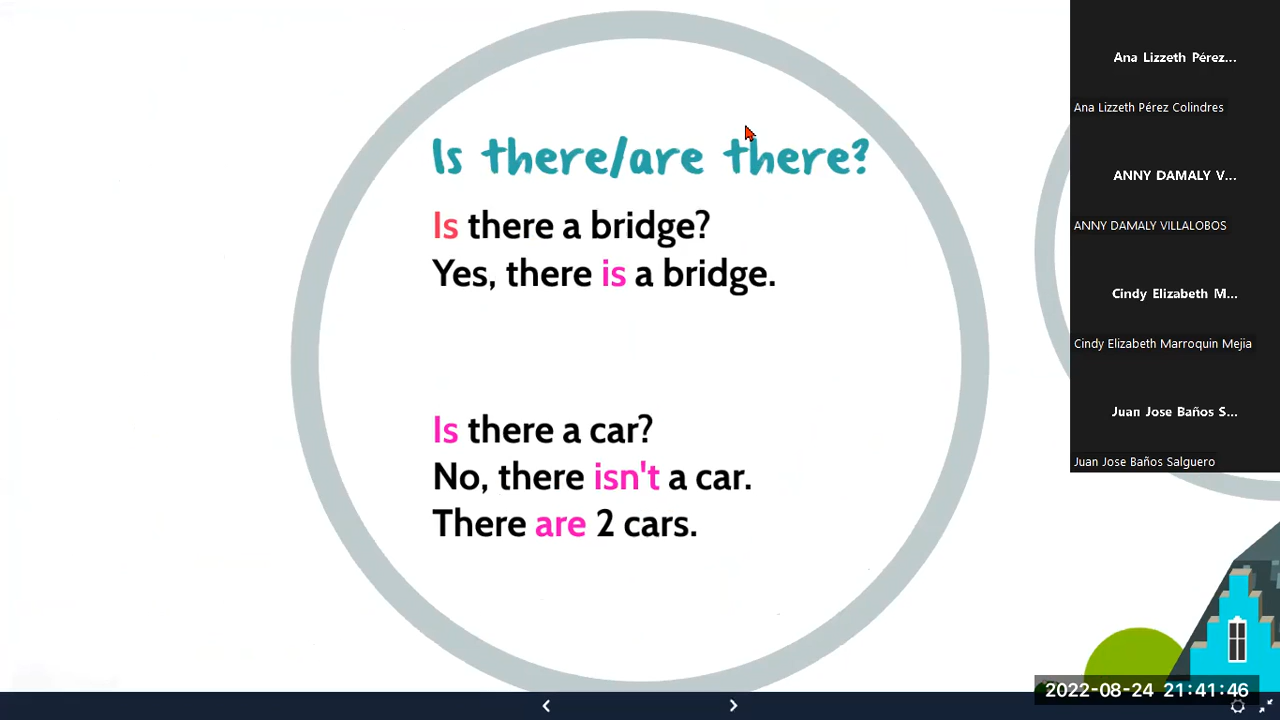 Is there/are there?
Is there a bridge?
Yes, there is a bridge.
Is there a car?
No, there isn't a car.
There are 2 cars.
Ana Lizzeth Pérez...
Ana Lizzeth Pérez Colindres
ANNY DAMALY V...
ANNY DAMALY VILLALOBOS
Cindy Elizabeth M...
Cindy Elizabeth Marroquin Mejia
Juan Jose Baños S...
Juan Jose Baños Salguero
2022-08-24 21:41:46